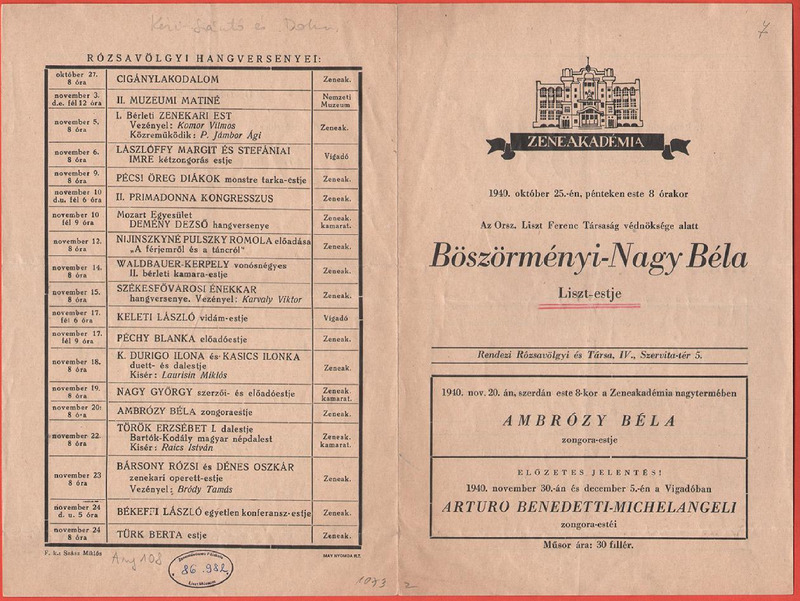 RÓZSAVÖLGYI HANGVERSENYEI:
október 27. 8 óra CIGÁNYLAKODALOM Zeneak.
november 3. d.e. fél 12 óra II. MUZEUMI MATINÉ Nemzeti Muzeum
november 5. 8 óra I. Bérleti ZENEKARI EST Zeneak.
Vezényel: Komor Vilmos
Közreműködik: P. Jámbor Ági
november 6. 8 óra LÁSZLÓFFY MARGIT ÉS STEFÁNIAI Vigadó
IMRE kétzongorás estje
november 9. 8 óra PÉCSI ÖREG DIÁKOK monstre tarka-estje Zeneak.
november 10 d.u. fél 6 óra II. PRIMADONNA KONGRESSZUS Zeneak.
november 10 fél 9 óra Mozart Egyesület Zeneak. kamarat.
DEMÉNY DEZSŐ hangversenye
november 12. 8 óra NIJINSZKYNÉ PULSZKY ROMOLA előadása Zeneak.
„A férjemről és a táncról"
november 14. 8 óra WALDBAUER-KERPELY vonósnégyes Zeneak.
II. bérleti kamara-estje
november 15. 8 óra SZÉKESFŐVÁROSI ÉNEKKAR Zeneak.
hangversenye. Vezényel: Karvaly Viktor
november 17. fél 6 óra KELETI LÁSZLÓ vidám-estje Vigadó
november 17. fél 9 óra PÉCHY BLANKA előadóestje Zeneak.
november 18. 8 óra K. DURIGO ILONA és KASICS ILONKA Zeneak.
duett- és dalestje
Kisér: Laurisin Miklós
november 19. 8 óra NAGY GYÖRGY szerzői- és előadóestje Zeneak. kamarat.
november 20. 8 óra AMBRÓZY BÉLA zongoraestje Zeneak.
november 22. 8 óra TÖRÖK ERZSÉBET I. dalestje Zeneak. kamarat.
Bartók-Kodály magyar népdalest
Kisér: Raics István
november 23 8 óra BÁRSONY RÓZSI és DÉNES OSZKÁR Zeneak.
zenekari operett-estje
Vezényel: Bródy Tamás
november 24 d. u. 5 óra BÉKEFFI LÁSZLÓ egyetlen konferansz-estje Zeneak.
november 24 8 óra TÜRK BERTA estje Zeneak.
F. k.: Szász Miklós
MAY NYOMDA R.T.
Any 108
86.982
1073
2
7
ZENEAKADÉMIA
1940. október 25.-én, pénteken este 8 órakor
Az Orsz. Liszt Ferenc Társaság védnöksége alatt
Böszörményi-Nagy Béla
Liszt-estje
Rendezi Rózsavölgyi és Társa, IV., Szervita-tér 5.
1940. nov. 20. án, szerdán este 8-kor a Zeneakadémia nagytermében
AMBRÓZY BÉLA
zongora-estje
ELŐZETES JELENTÉS!
1940. november 30.-án és december 5.-én a Vigadóban
ARTURO BENEDETTI-MICHELANGELI
zongora-estéi
Műsor ára: 30 fillér.